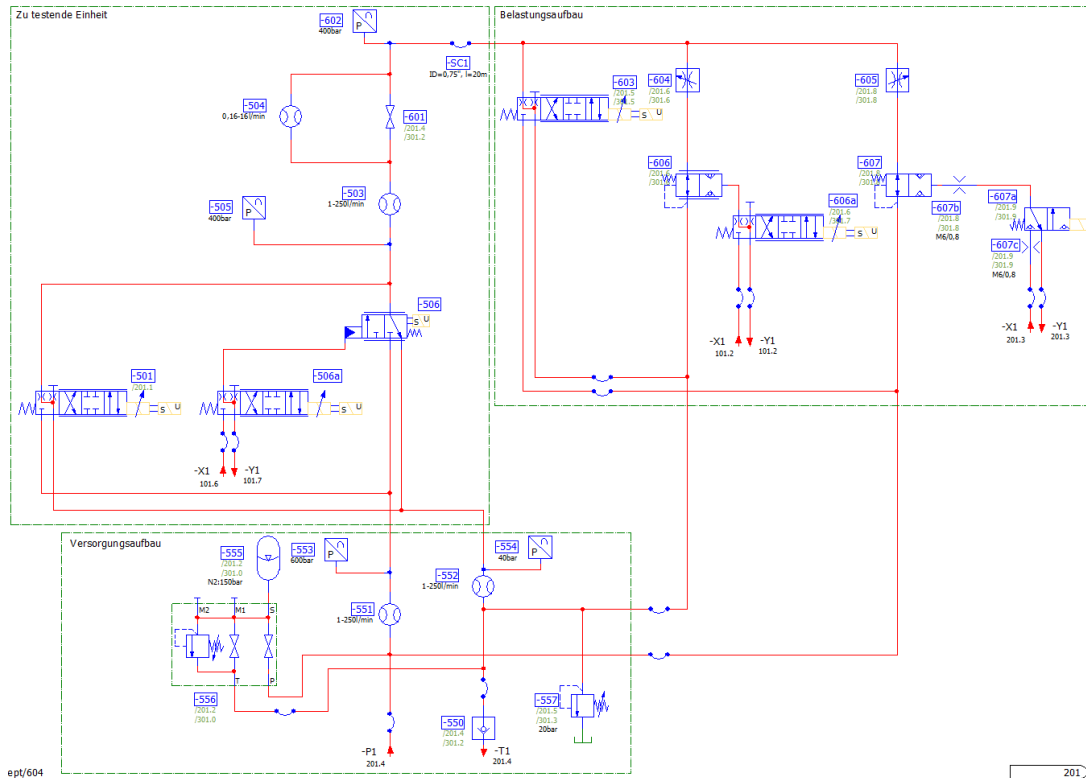 Zu testende Einheit
-602
400bar
P
-SC1
ID=0,75", l=20m
-504
0,16-16l/min
-601
/201.4
/301.2
-503
1-250l/min
-505
400bar
P
-506
S
U
-501
/201.1
S
U
-506a
S
U
-X1
101.6
-Y1
101.7
Belastungsaufbau
-603
/201.5
S
U
-604
/201.6
/301.6
-605
/201.8
/301.8
-606
-606a
/201.6
S
U
-607
-607b
/201.8
/301.8
M6/0,8
-607a
/201.9
/301.9
-607c
/201.9
/301.9
M6/0,8
-X1
101.2
-Y1
101.2
-X1
201.3
-Y1
201.3
Versorgungsaufbau
-555
/201.2
/301.0
N2:150bar
-553
600bar
P
-554
40bar
P
-552
1-250l/min
-551
1-250l/min
M2
M1
S
T
P
-556
/201.2
/301.0
-550
/201.4
/301.2
-557
/201.5
/301.3
20bar
-P1
201.4
-T1
201.4
ept/604
201